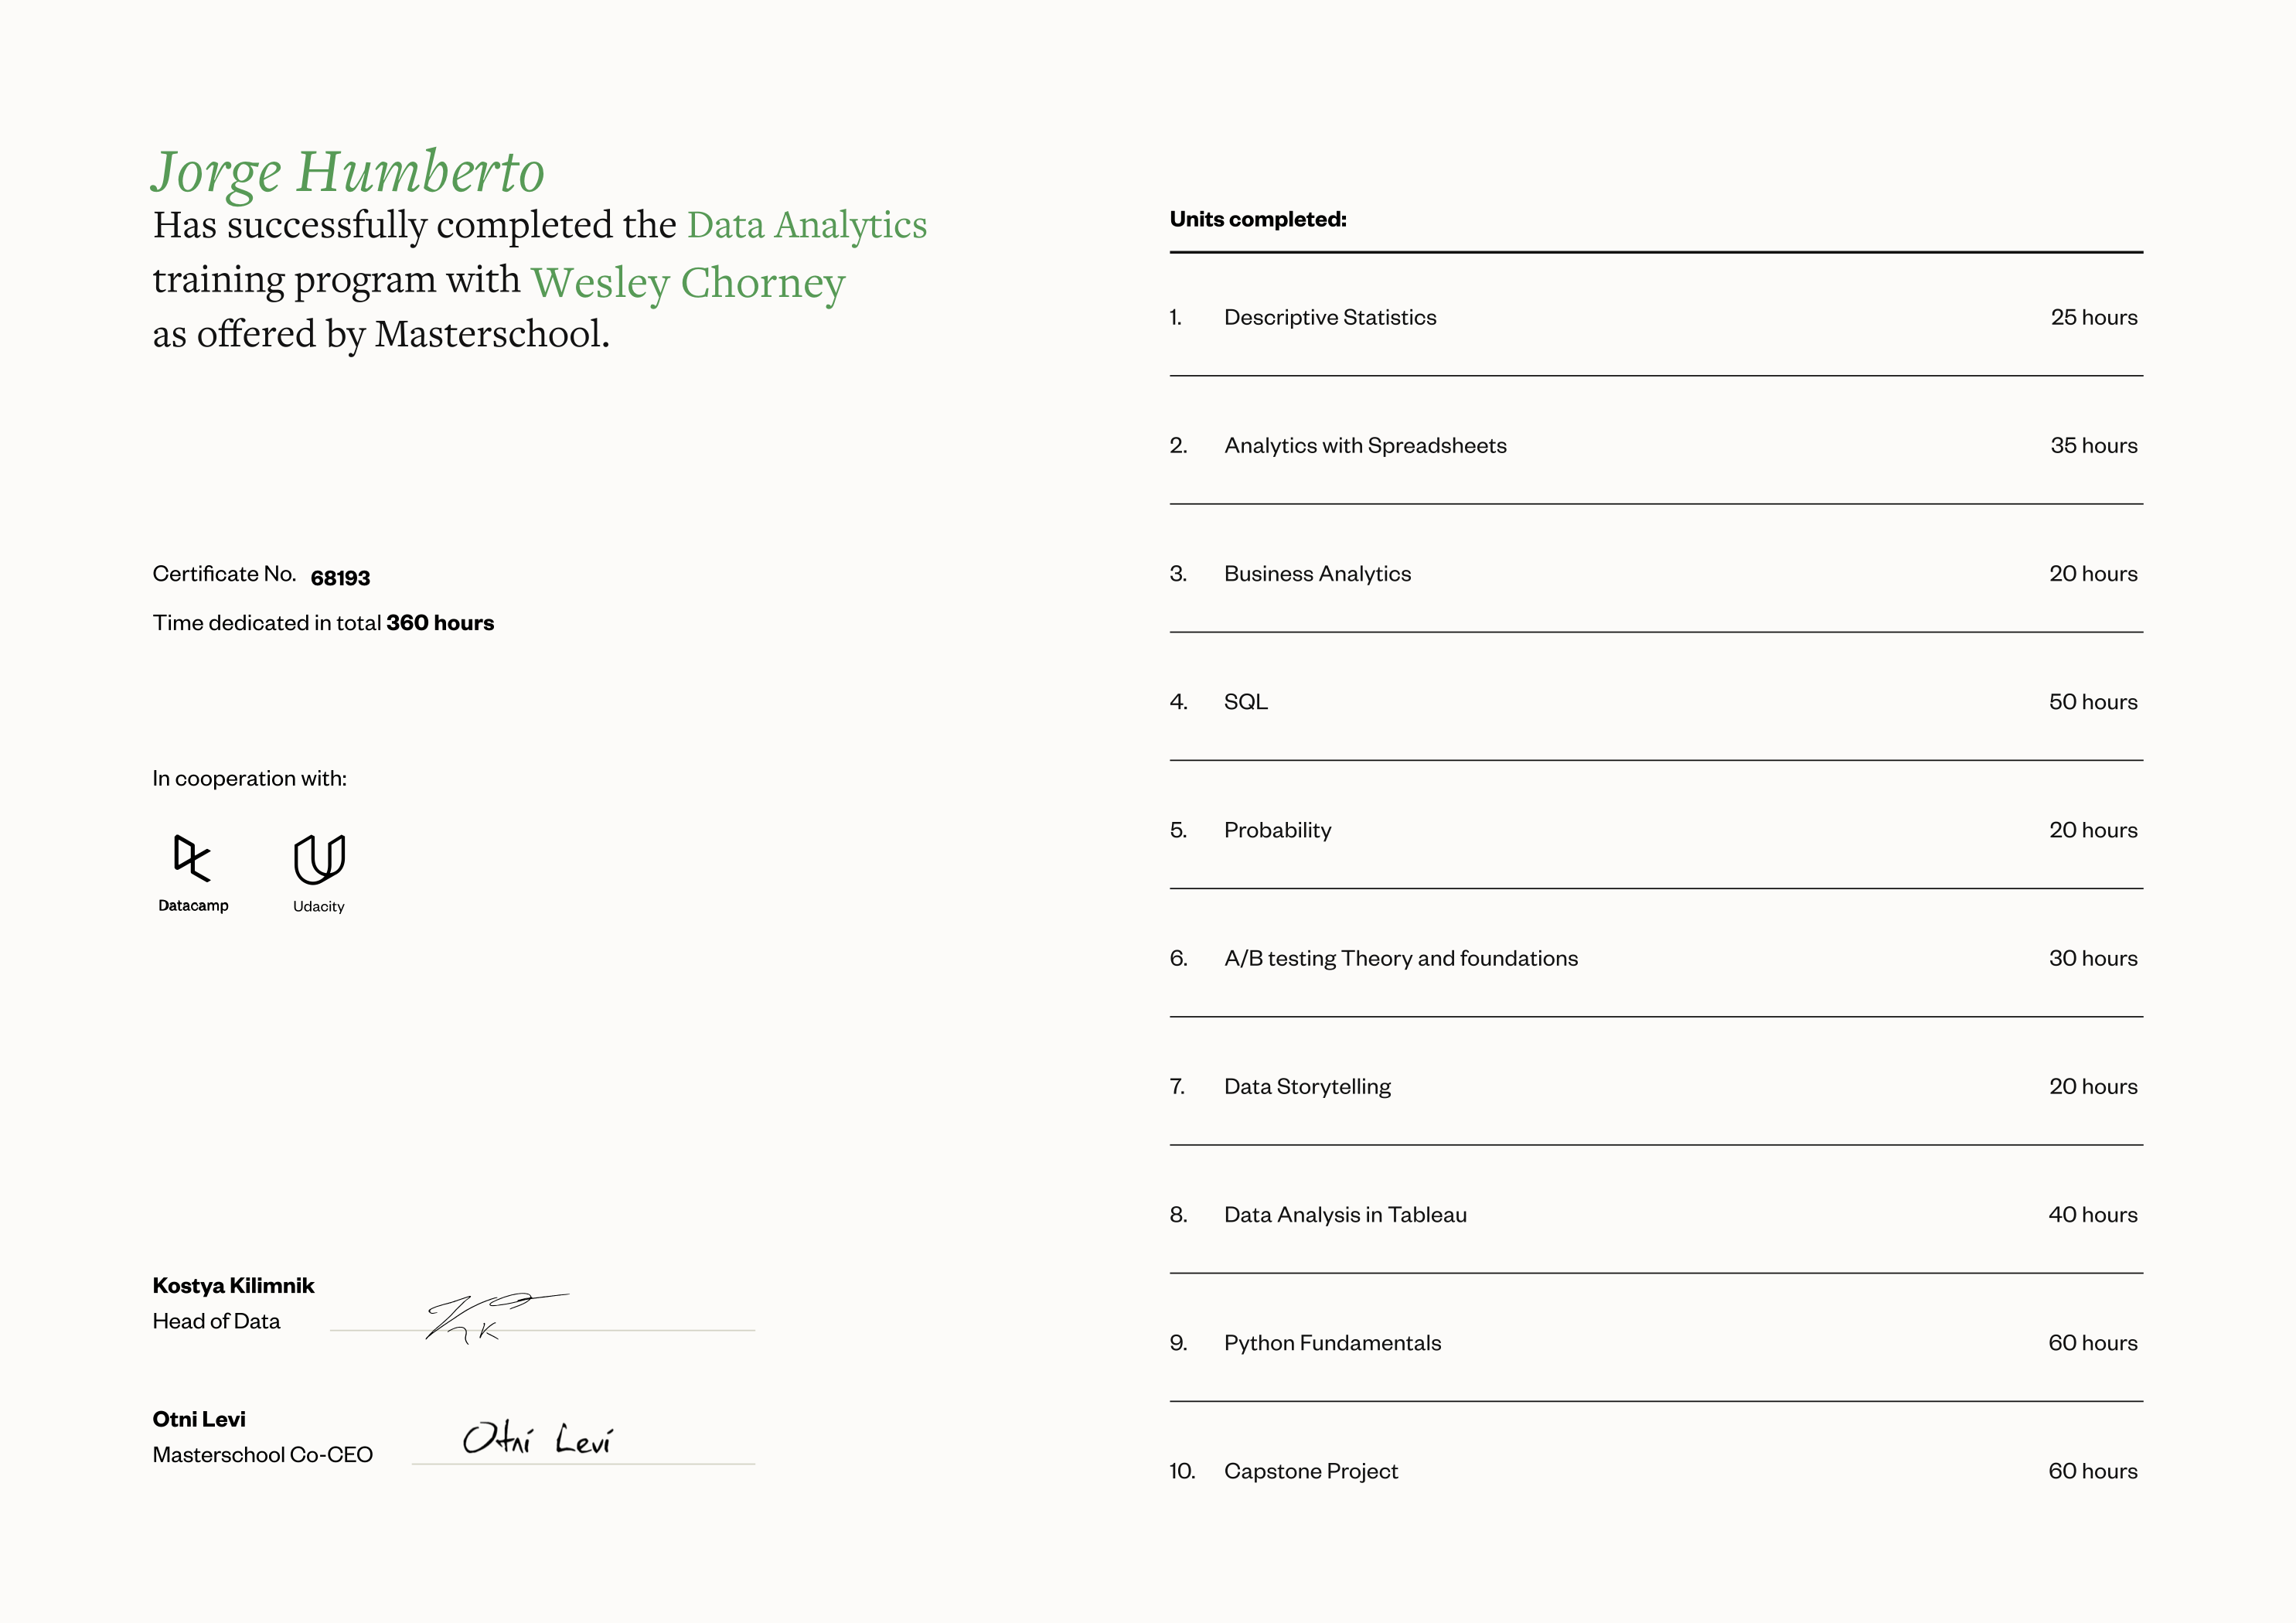 Jorge Humberto
Has successfully completed the Data Analytics
training program with Wesley Chorney
as offered by Masterschool.
Certificate No. 68193
Time dedicated in total 360 hours
In cooperation with:
Datacamp Udacity
Kostya Kilimnik
Head of Data
Otni Levi
Masterschool Co-CEO
Otni Levi
Units completed:
1. Descriptive Statistics 25 hours
2. Analytics with Spreadsheets 35 hours
3. Business Analytics 20 hours
4. SQL 50 hours
5. Probability 20 hours
6. A/B testing Theory and foundations 30 hours
7. Data Storytelling 20 hours
8. Data Analysis in Tableau 40 hours
9. Python Fundamentals 60 hours
10. Capstone Project 60 hours